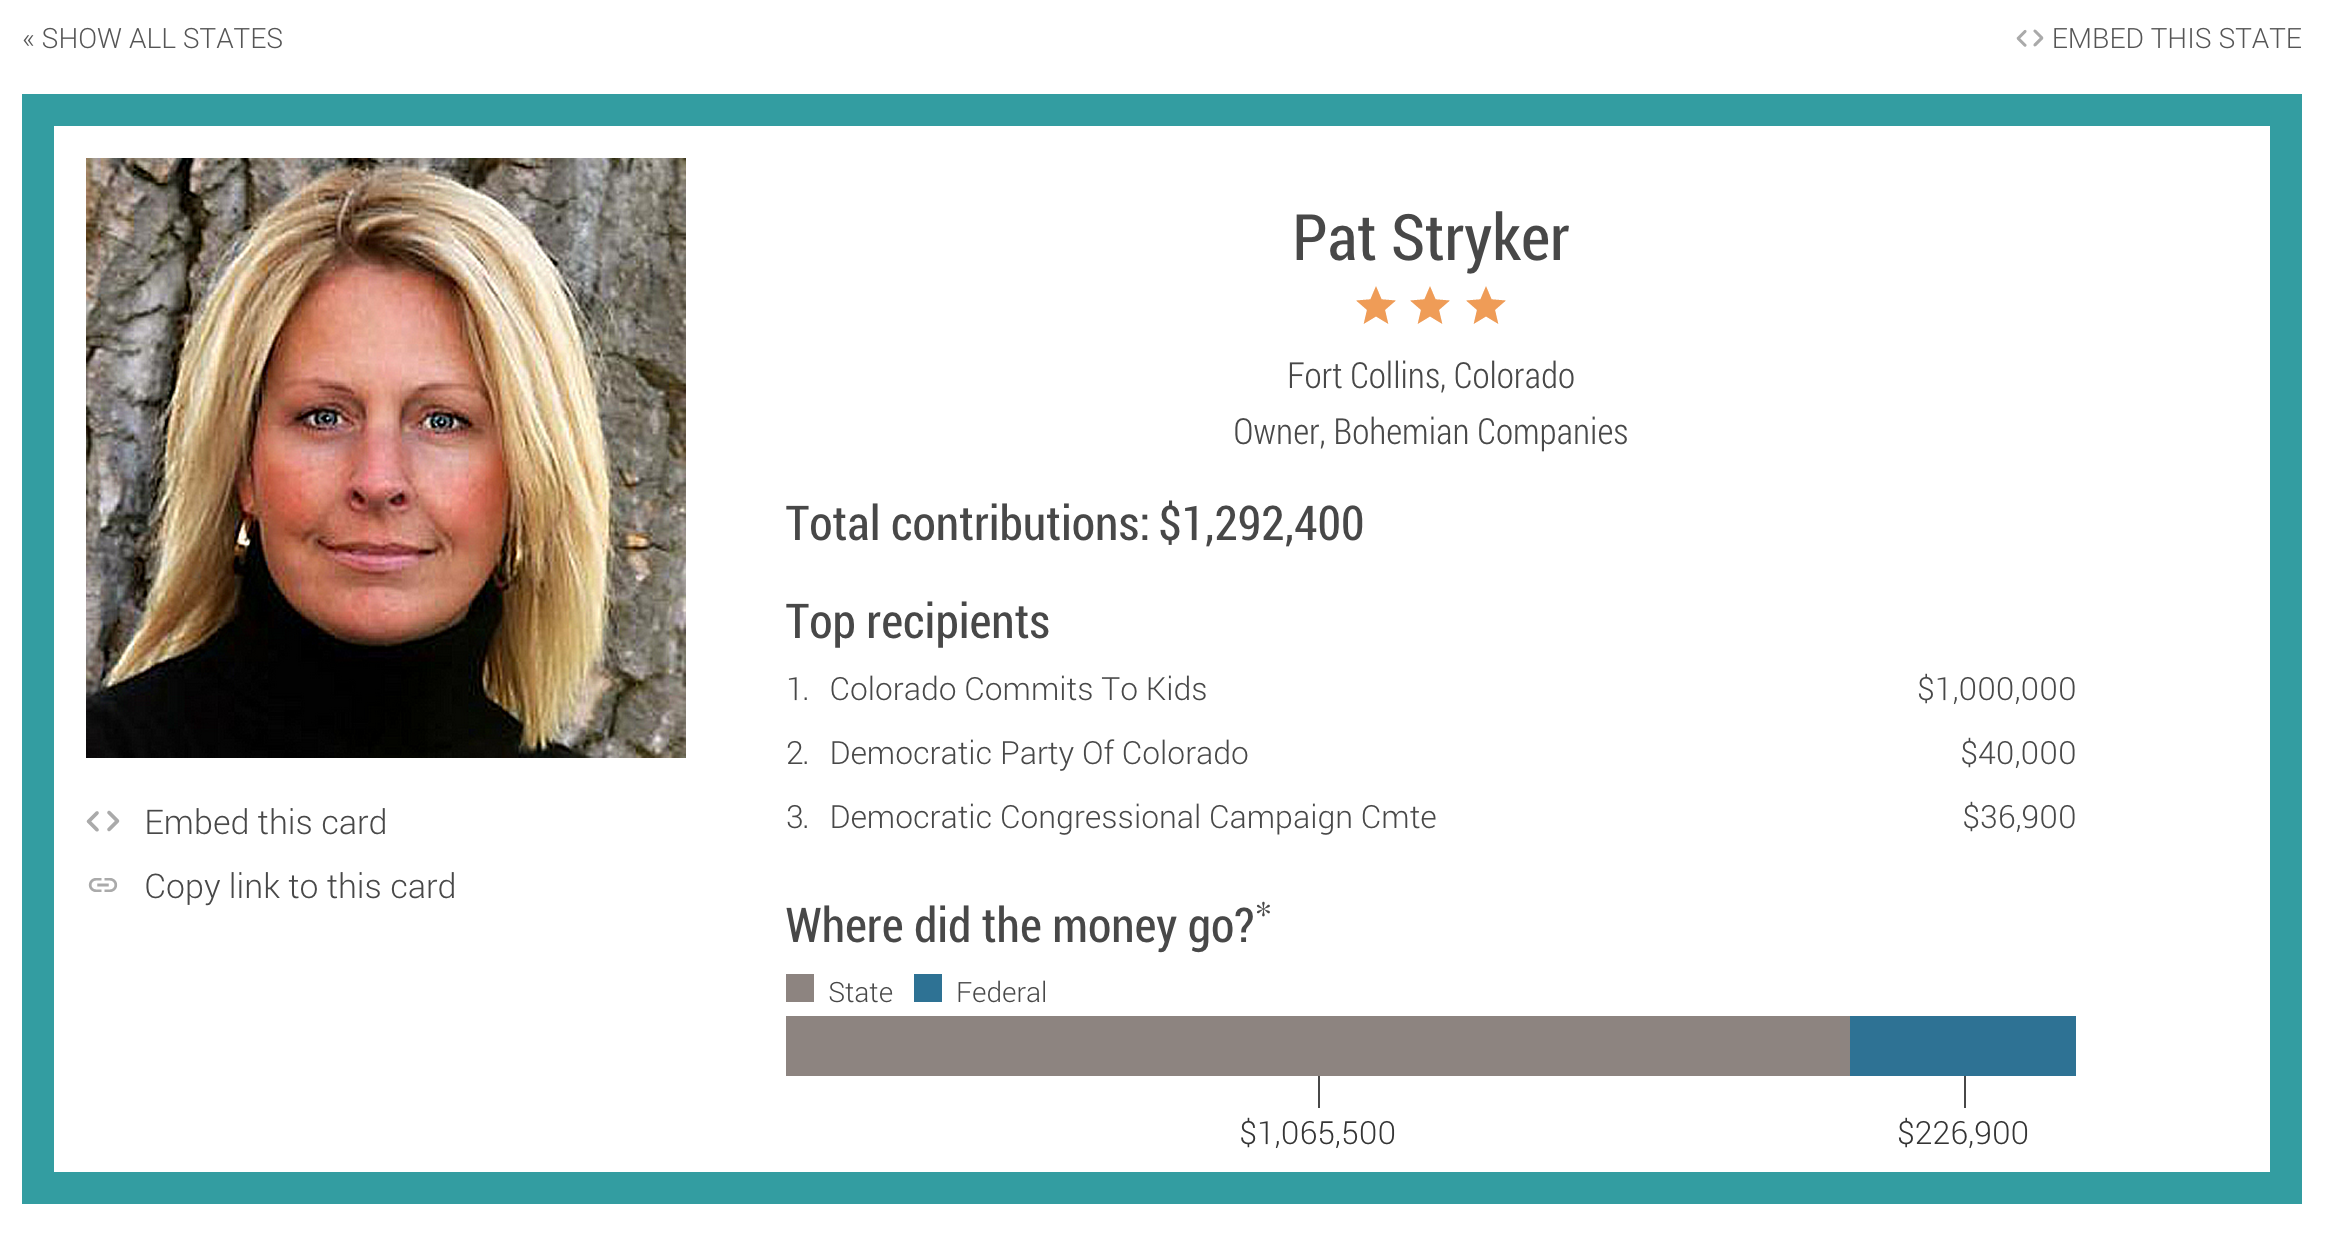 « SHOW ALL STATES
<> EMBED THIS STATE
Pat Stryker
★ ★ ★
Fort Collins, Colorado
Owner, Bohemian Companies
Total contributions: $1,292,400
Top recipients
1. Colorado Commits To Kids $1,000,000
2. Democratic Party Of Colorado $40,000
3. Democratic Congressional Campaign Cmte $36,900
<> Embed this card
Copy link to this card
Where did the money go?*
State Federal
$1,065,500 $226,900